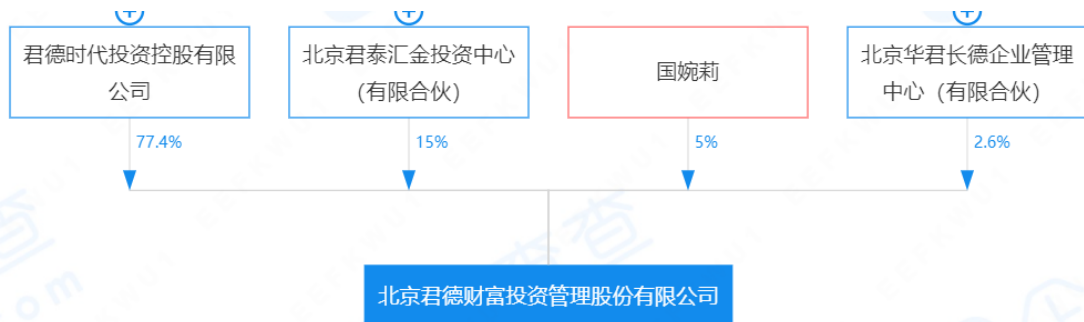 君德时代投资控股有限
公司
北京君泰汇金投资中心
(有限合伙)
国婉莉
北京华君长德企业管理
中心（有限合伙）
77.4%
15%
5%
2.6%
北京君德财富投资管理股份有限公司